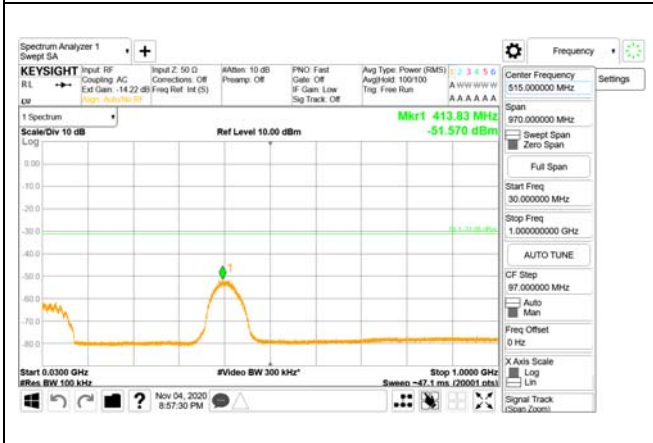 Spectrum Analyzer 1
Swept SA
+
Frequency
KEYSIGHT
RL
Input: RF
Coupling: AC
Ext Gain: -14.22 dB
Align: Auto/No RF
Input Z: 50 Ω
Corrections: Off
Freq Ref: Int (S)
#Atten: 10 dB
Preamp: Off
PNO: Fast
Gate: Off
IF Gain: Low
Sig Track: Off
Avg Type: Power (RMS)
Avg|Hold: 100/100
Trig: Free Run
1 2 3 4 5 6
A W W W W W
A A A A A A
1 Spectrum
Scale/Div 10 dB
Log
Ref Level 10.00 dBm
Mkr1 413.83 MHz
-51.570 dBm
0.00
-10.0
-20.0
-30.0
-40.0
-50.0
-60.0
-70.0
-80.0
1
Start 0.0300 GHz
#Res BW 100 kHz
#Video BW 300 kHz*
Stop 1.0000 GHz
Sweep ~47.1 ms (20001 pts)
Nov 04, 2020
8:57:30 PM
?
Center Frequency
515.000000 MHz
Settings
Span
970.000000 MHz
Swept Span
Zero Span
Full Span
Start Freq
30.000000 MHz
Stop Freq
1.000000000 GHz
AUTO TUNE
CF Step
97.000000 MHz
Auto
Man
Freq Offset
0 Hz
X Axis Scale
Log
Lin
Signal Track
(Span Zoom)